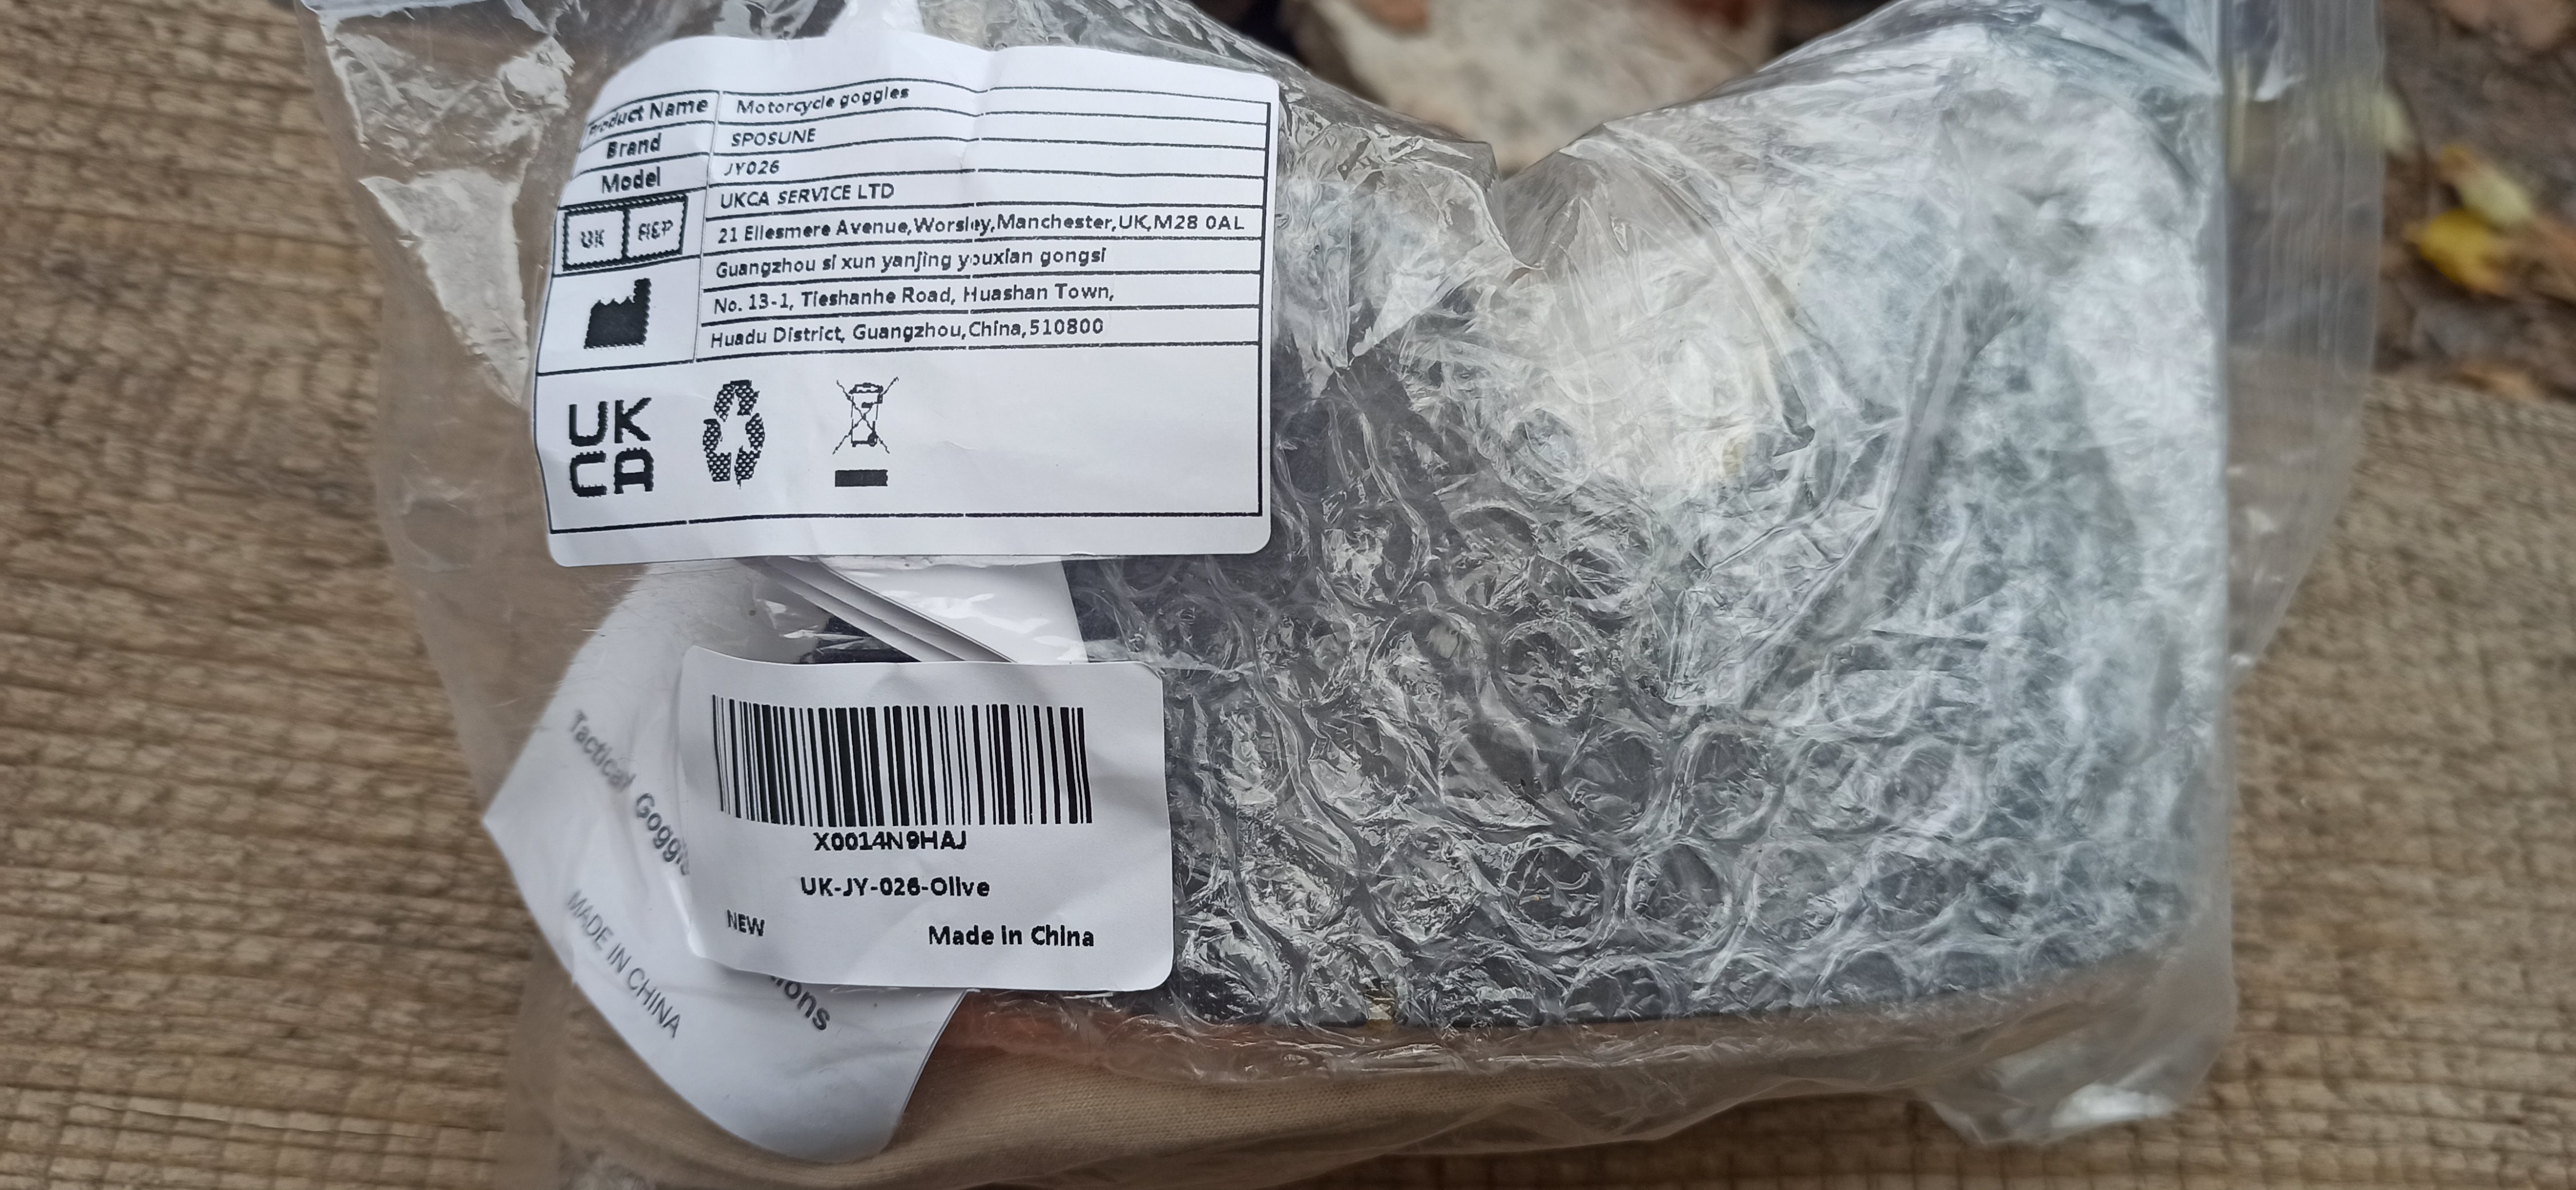 Product Name Motorcycle goggles
Brand SPOSUNE
Model JY026
UK REP UKCA SERVICE LTD
21 Ellesmere Avenue,Worsley,Manchester,UK,M28 0AL
Guangzhou si xun yanjing youxian gongsi
No. 13-1, Tieshanhe Road, Huashan Town,
Huadu District, Guangzhou,China,510800
UK
CA
X0014N9HAJ
UK-JY-026-Olive
NEW Made in China
Tactical
MADE IN CHINA